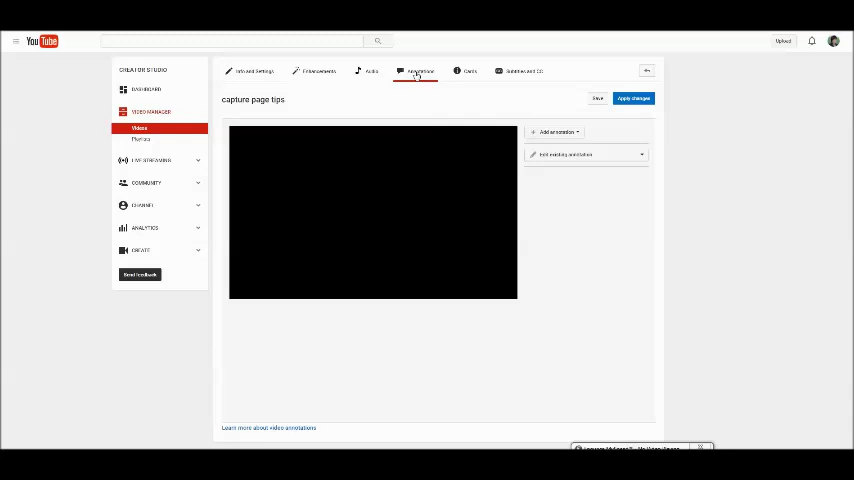 YouTube
Upload
CREATOR STUDIO
DASHBOARD
VIDEO MANAGER
Videos
Playlists
LIVE STREAMING
COMMUNITY
CHANNEL
ANALYTICS
CREATE
Send feedback
Info and Settings
Enhancements
Audio
Annotations
Cards
Subtitles and CC
capture page tips
Save
Apply changes
Add annotation
Edit existing annotation
Learn more about video annotations